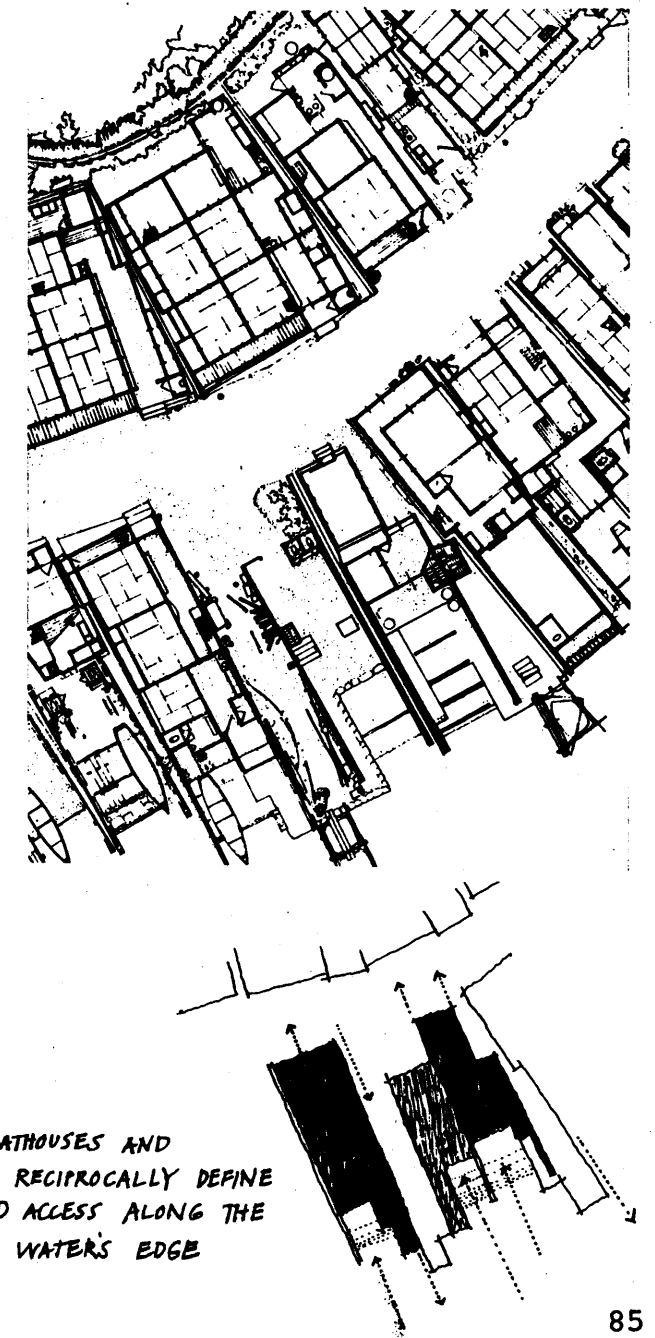 ATHOUSES AND
RECIPROCALLY DEFINE
ACCESS ALONG THE
WATER'S EDGE
85